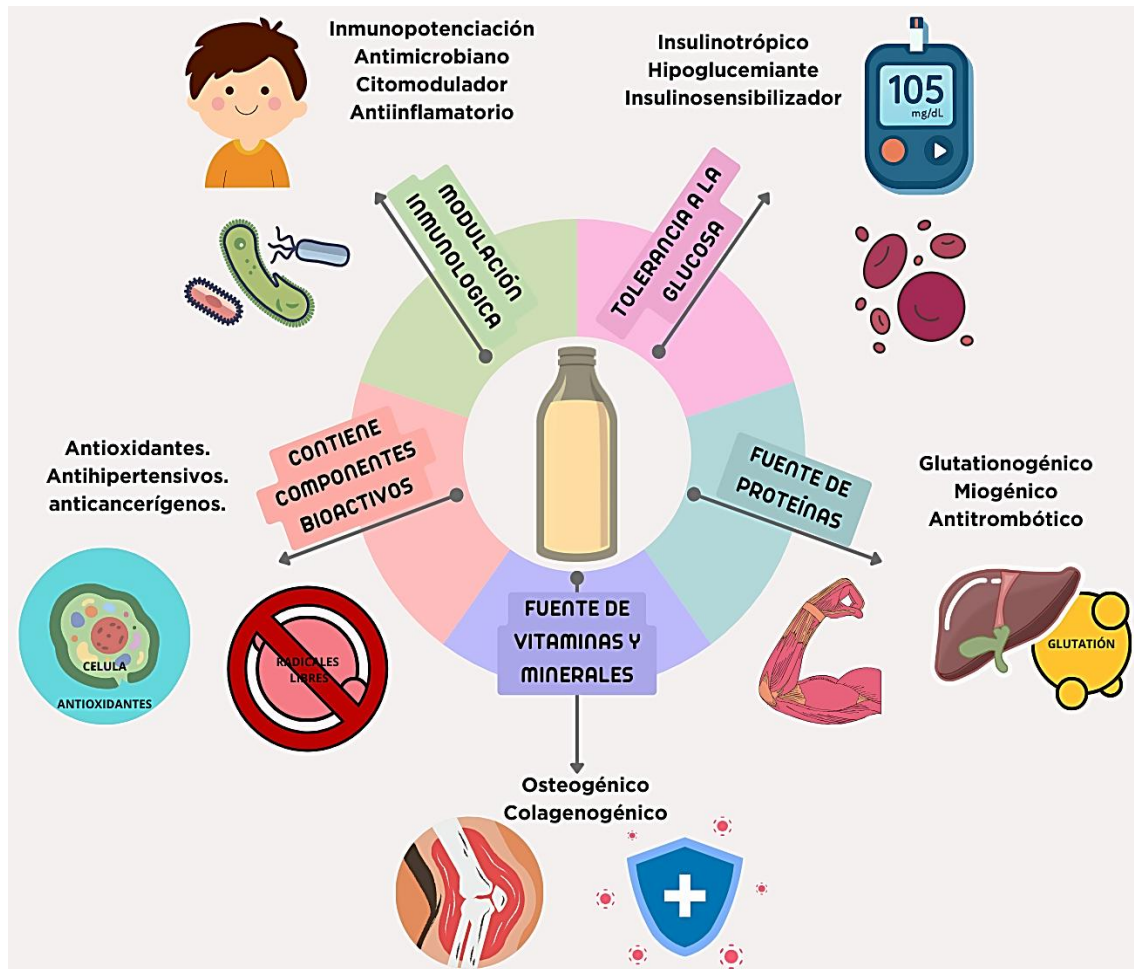 Inmunopotenciación
Antimicrobiano
Citomodulador
Antiinflamatorio
Insulinotrópico
Hipoglucemiante
Insulinosensibilizador
105
mg/dL
MODULACIÓN
INMUNOLOGICA
TOLERANCIA A LA
GLUCOSA
Antioxidantes.
Antihipertensivos.
anticancerígenos.
CONTIENE
COMPONENTES
BIOACTIVOS
FUENTE DE
PROTEÍNAS
Glutationogénico
Miogénico
Antitrombótico
CELULA
ANTIOXIDANTES
RADICALES
LIBRES
FUENTE DE
VITAMINAS Y
MINERALES
GLUTATIÓN
Osteogénico
Colagenogénico